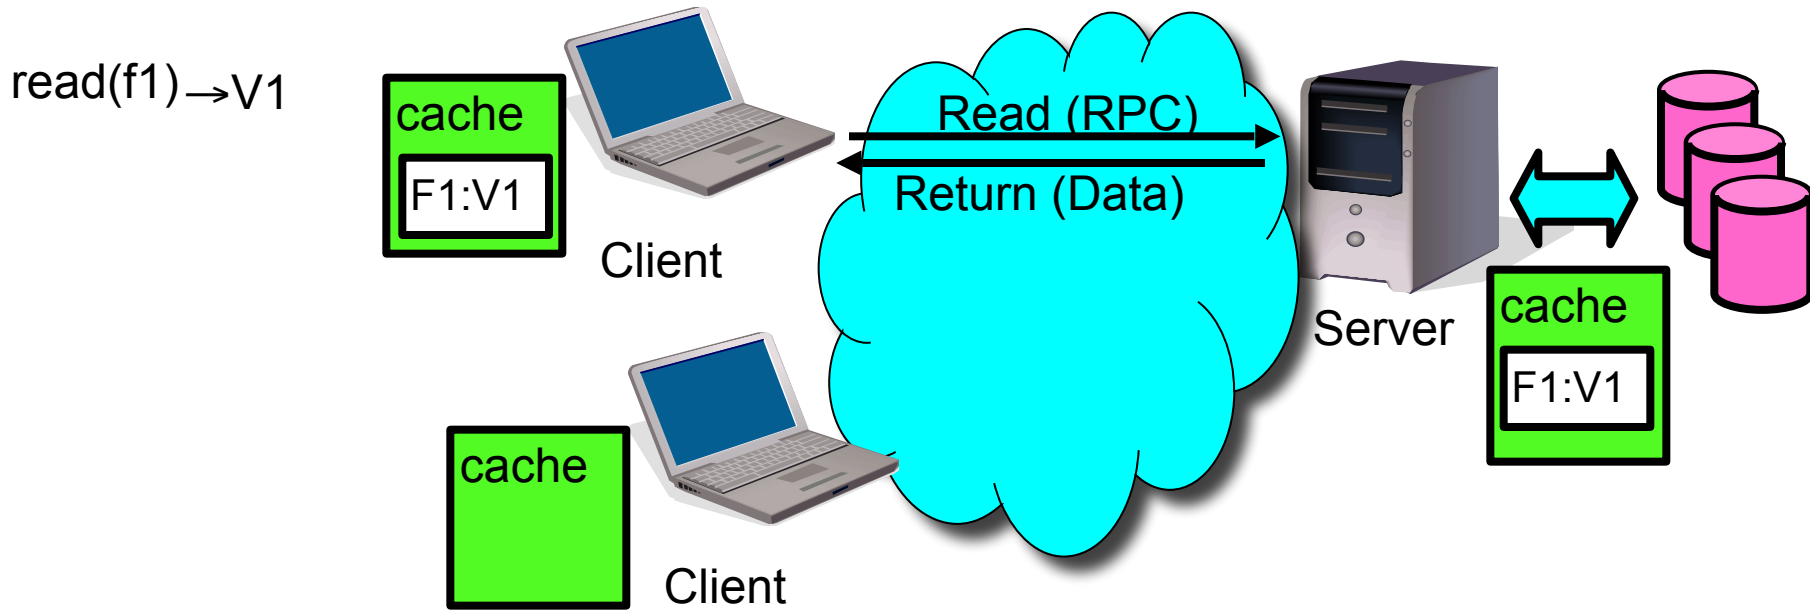 read(f1)→V1
cache
F1:V1
Client
Read (RPC)
Return (Data)
Server
cache
F1:V1
cache
Client